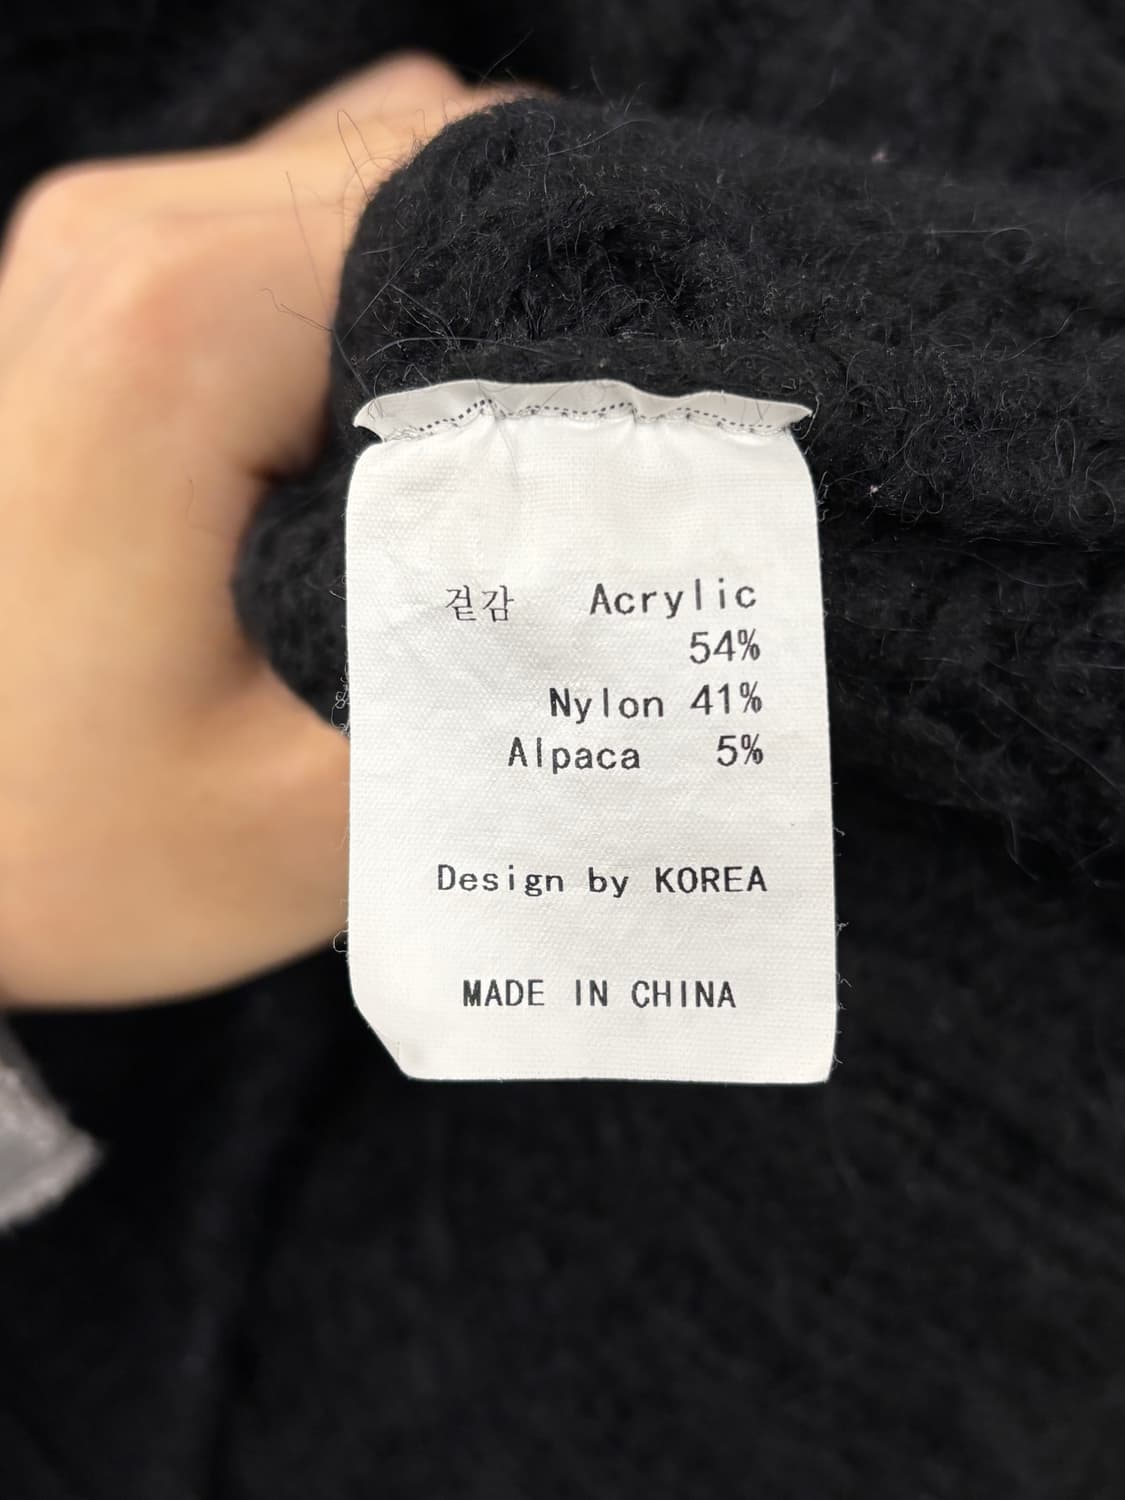 겉감 Acrylic
54%
Nylon 41%
Alpaca 5%
Design by KOREA
MADE IN CHINA